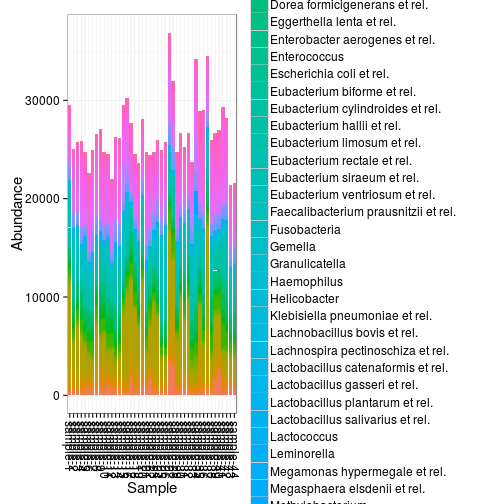 Abundance
30000
20000
10000
0
Sample
Dorea formicigenerans et rel.
Eggerthella lenta et rel.
Enterobacter aerogenes et rel.
Enterococcus
Escherichia coli et rel.
Eubacterium biforme et rel.
Eubacterium cylindroides et rel.
Eubacterium hallii et rel.
Eubacterium limosum et rel.
Eubacterium rectale et rel.
Eubacterium siraeum et rel.
Eubacterium ventriosum et rel.
Faecalibacterium prausnitzii et rel.
Fusobacteria
Gemella
Granulicatella
Haemophilus
Helicobacter
Klebisiella pneumoniae et rel.
Lachnobacillus bovis et rel.
Lachnospira pectinoschiza et rel.
Lactobacillus catenaformis et rel.
Lactobacillus gasseri et rel.
Lactobacillus plantarum et rel.
Lactobacillus salivarius et rel.
Lactococcus
Leminorella
Megamonas hypermegale et rel.
Megasphaera elsdenii et rel.